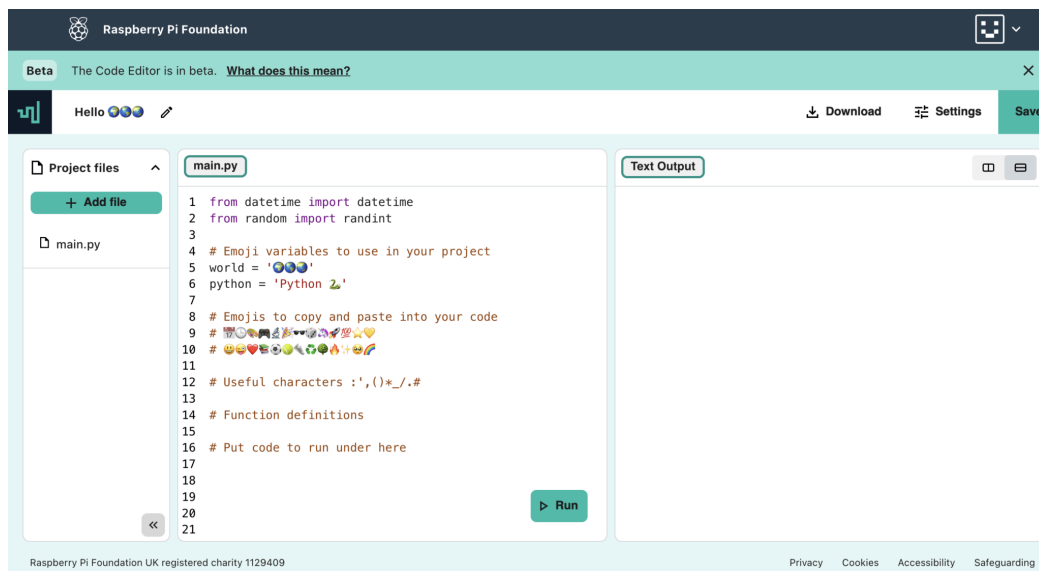 Raspberry Pi Foundation
Beta The Code Editor is in beta. What does this mean?
Hello 🌍🌎🌏
Download
Settings
Save
Project files
Add file
main.py
main.py
1 from datetime import datetime
2 from random import randint
3
4 # Emoji variables to use in your project
5 world = '🌍🌎🌏'
6 python = 'Python 🐍'
7
8 # Emojis to copy and paste into your code
9 # 📅🕒🎨🎮🔬🎉🕶️🎲🦄🚀💯⭐💛
10 # 😃😜❤️📚⚽🎾👟♻️🌳🔥✨🥺🌈
11
12 # Useful characters :',()*_/.#
13
14 # Function definitions
15
16 # Put code to run under here
17
18
19
20
21
Run
Text Output
Raspberry Pi Foundation UK registered charity 1129409
Privacy Cookies Accessibility Safeguarding